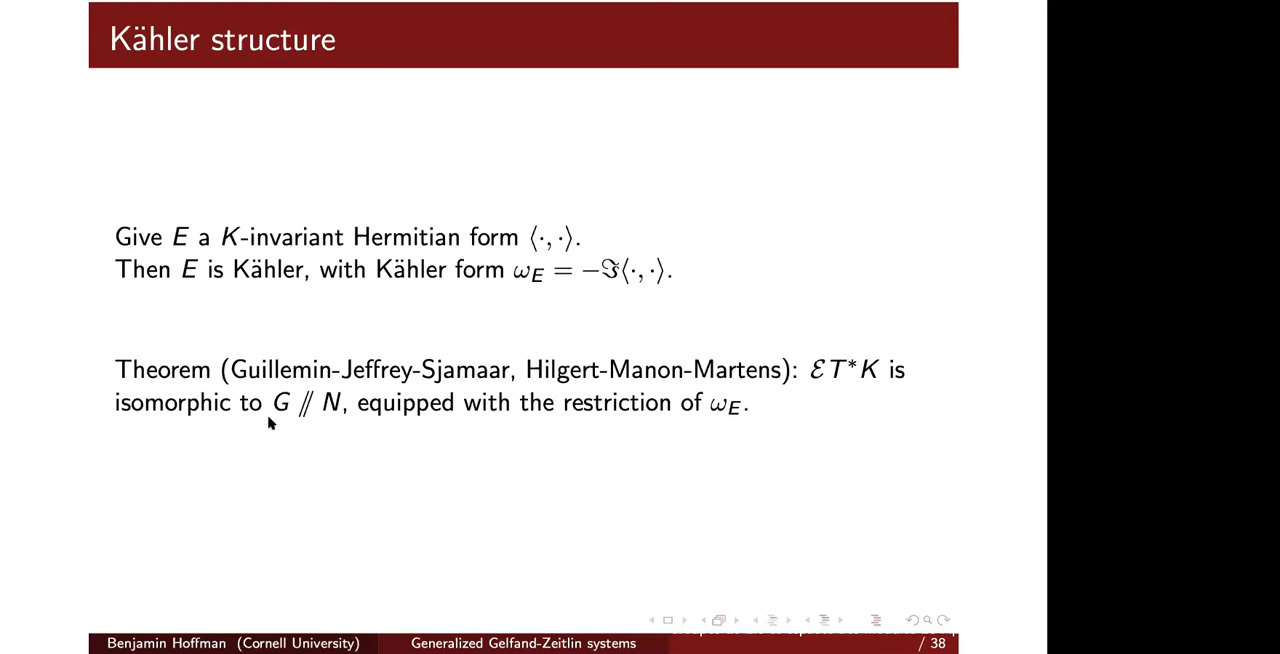 Kähler structure
Give E a K-invariant Hermitian form ⟨·, ·⟩.
Then E is Kähler, with Kähler form ω_E = −ℑ⟨·, ·⟩.
Theorem (Guillemin-Jeffrey-Sjamaar, Hilgert-Manon-Martens): ℰT*K is
isomorphic to G ⫽ N, equipped with the restriction of ω_E.
Benjamin Hoffman (Cornell University)
Generalized Gelfand-Zeitlin systems
/ 38